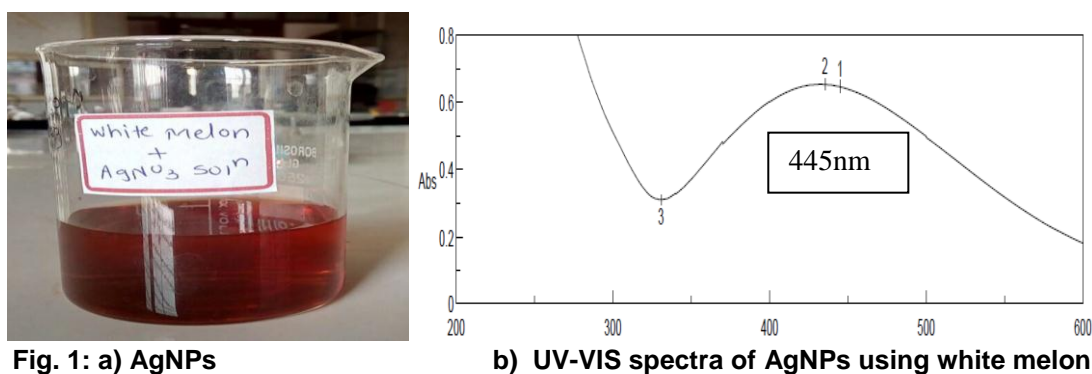 white melon
+
AgNO₃ Solⁿ
0.8
0.6
0.4
Abs
0.2
0
2 1
3
445nm
200 300 400 500 600
Fig. 1: a) AgNPs b) UV-VIS spectra of AgNPs using white melon